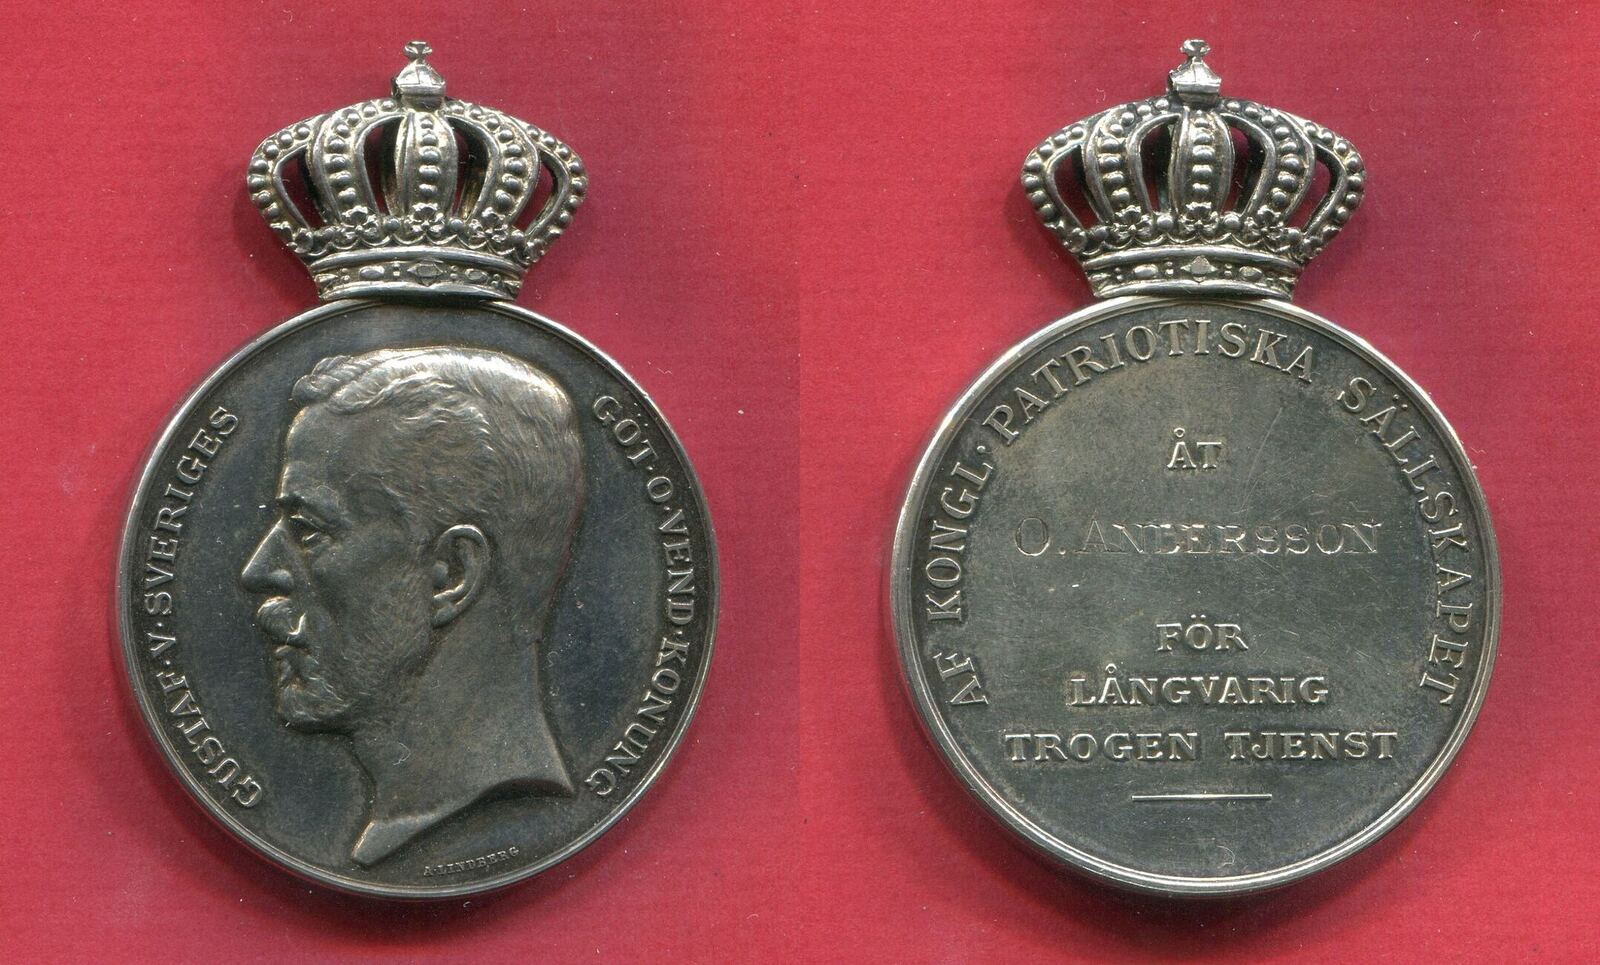 GUSTAF·V·SVERIGES
GÖT·O·VEND·KONUNG
A·LINDBERG
AF KONGL·PATRIOTISKA SÄLLSKAPET
ÅT
O. ANDERSSON
FÖR
LÅNGVARIG
TROGEN TJENST